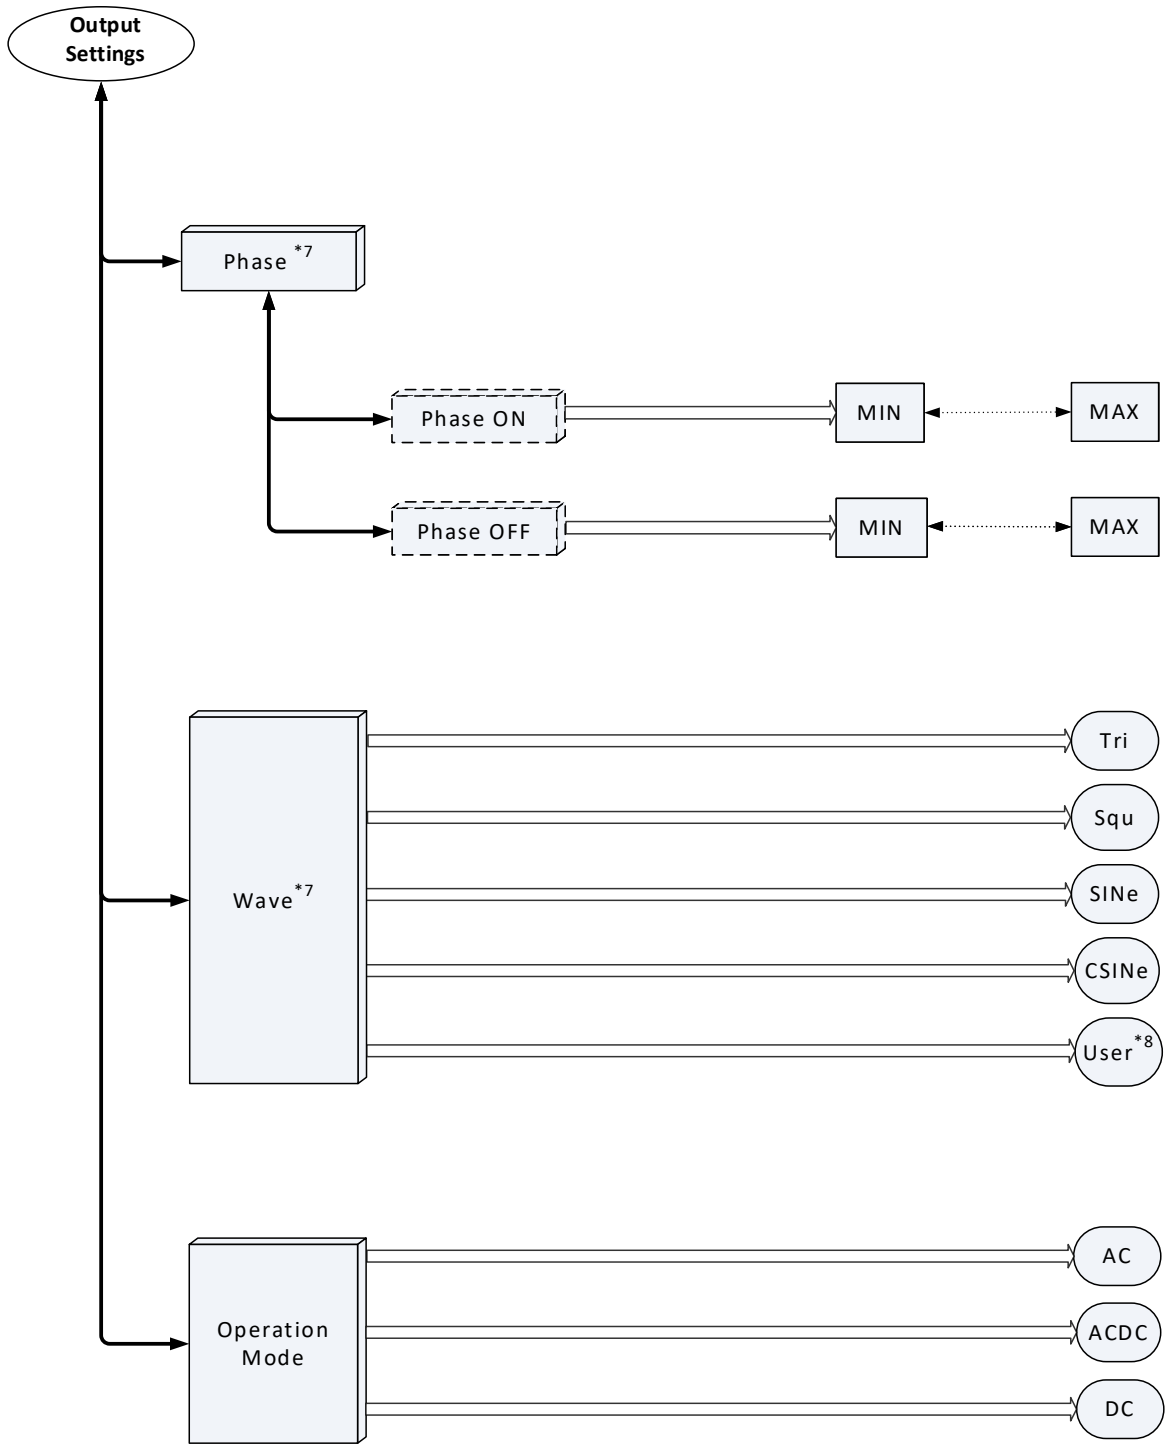 Output
Settings
Phase *7
Phase ON
MIN
MAX
Phase OFF
MIN
MAX
Wave*7
Tri
Squ
SINe
CSINe
User*8
Operation
Mode
AC
ACDC
DC